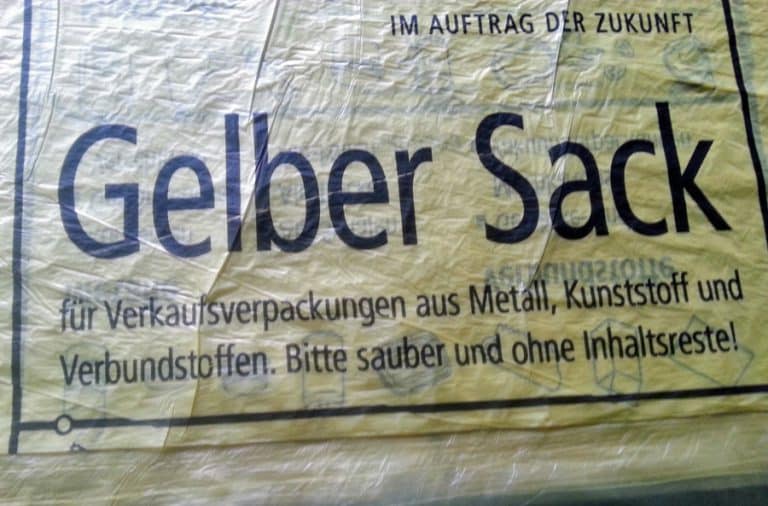 IM AUFTRAG DER ZUKUNFT
Gelber Sack
für Verkaufsverpackungen aus Metall, Kunststoff und
Verbundstoffen. Bitte sauber und ohne Inhaltsreste!